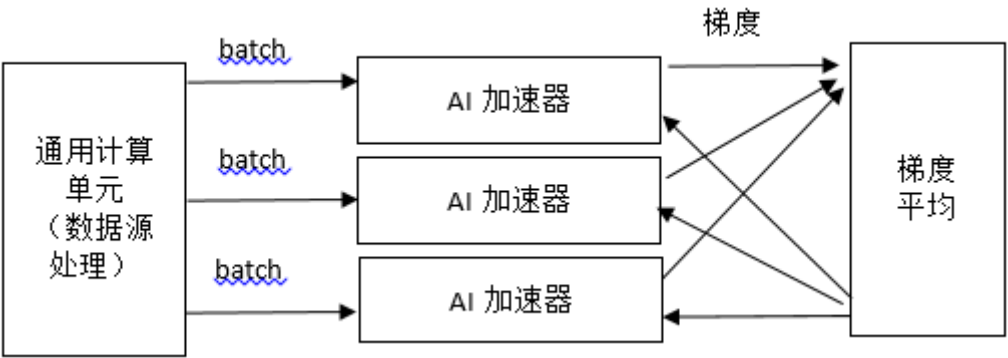 梯度
batch
通用计算
单元
（数据源
处理）
AI 加速器
batch
AI 加速器
batch
AI 加速器
梯度
平均